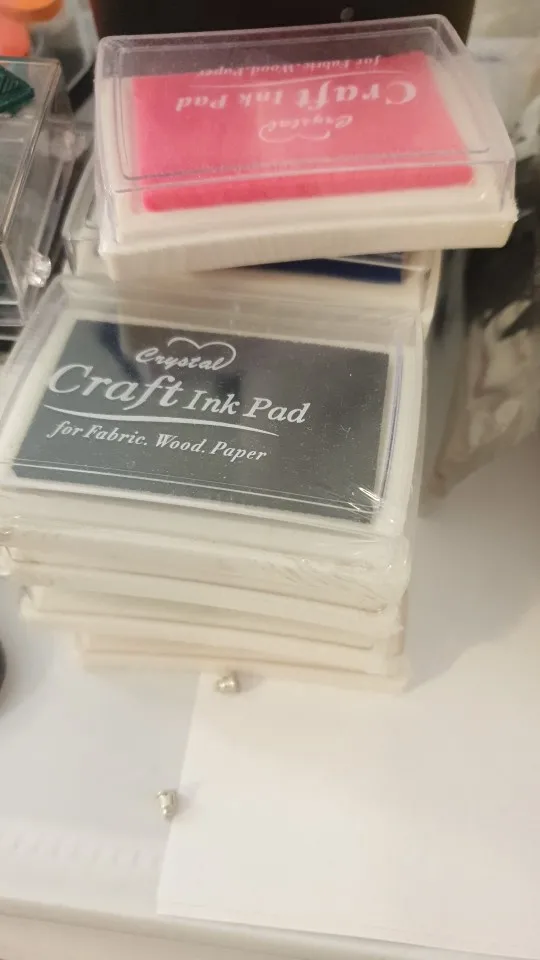 for Fabric.Wood.Paper
Craft Ink Pad
Crystal
Crystal
Craft Ink Pad
for Fabric. Wood. Paper